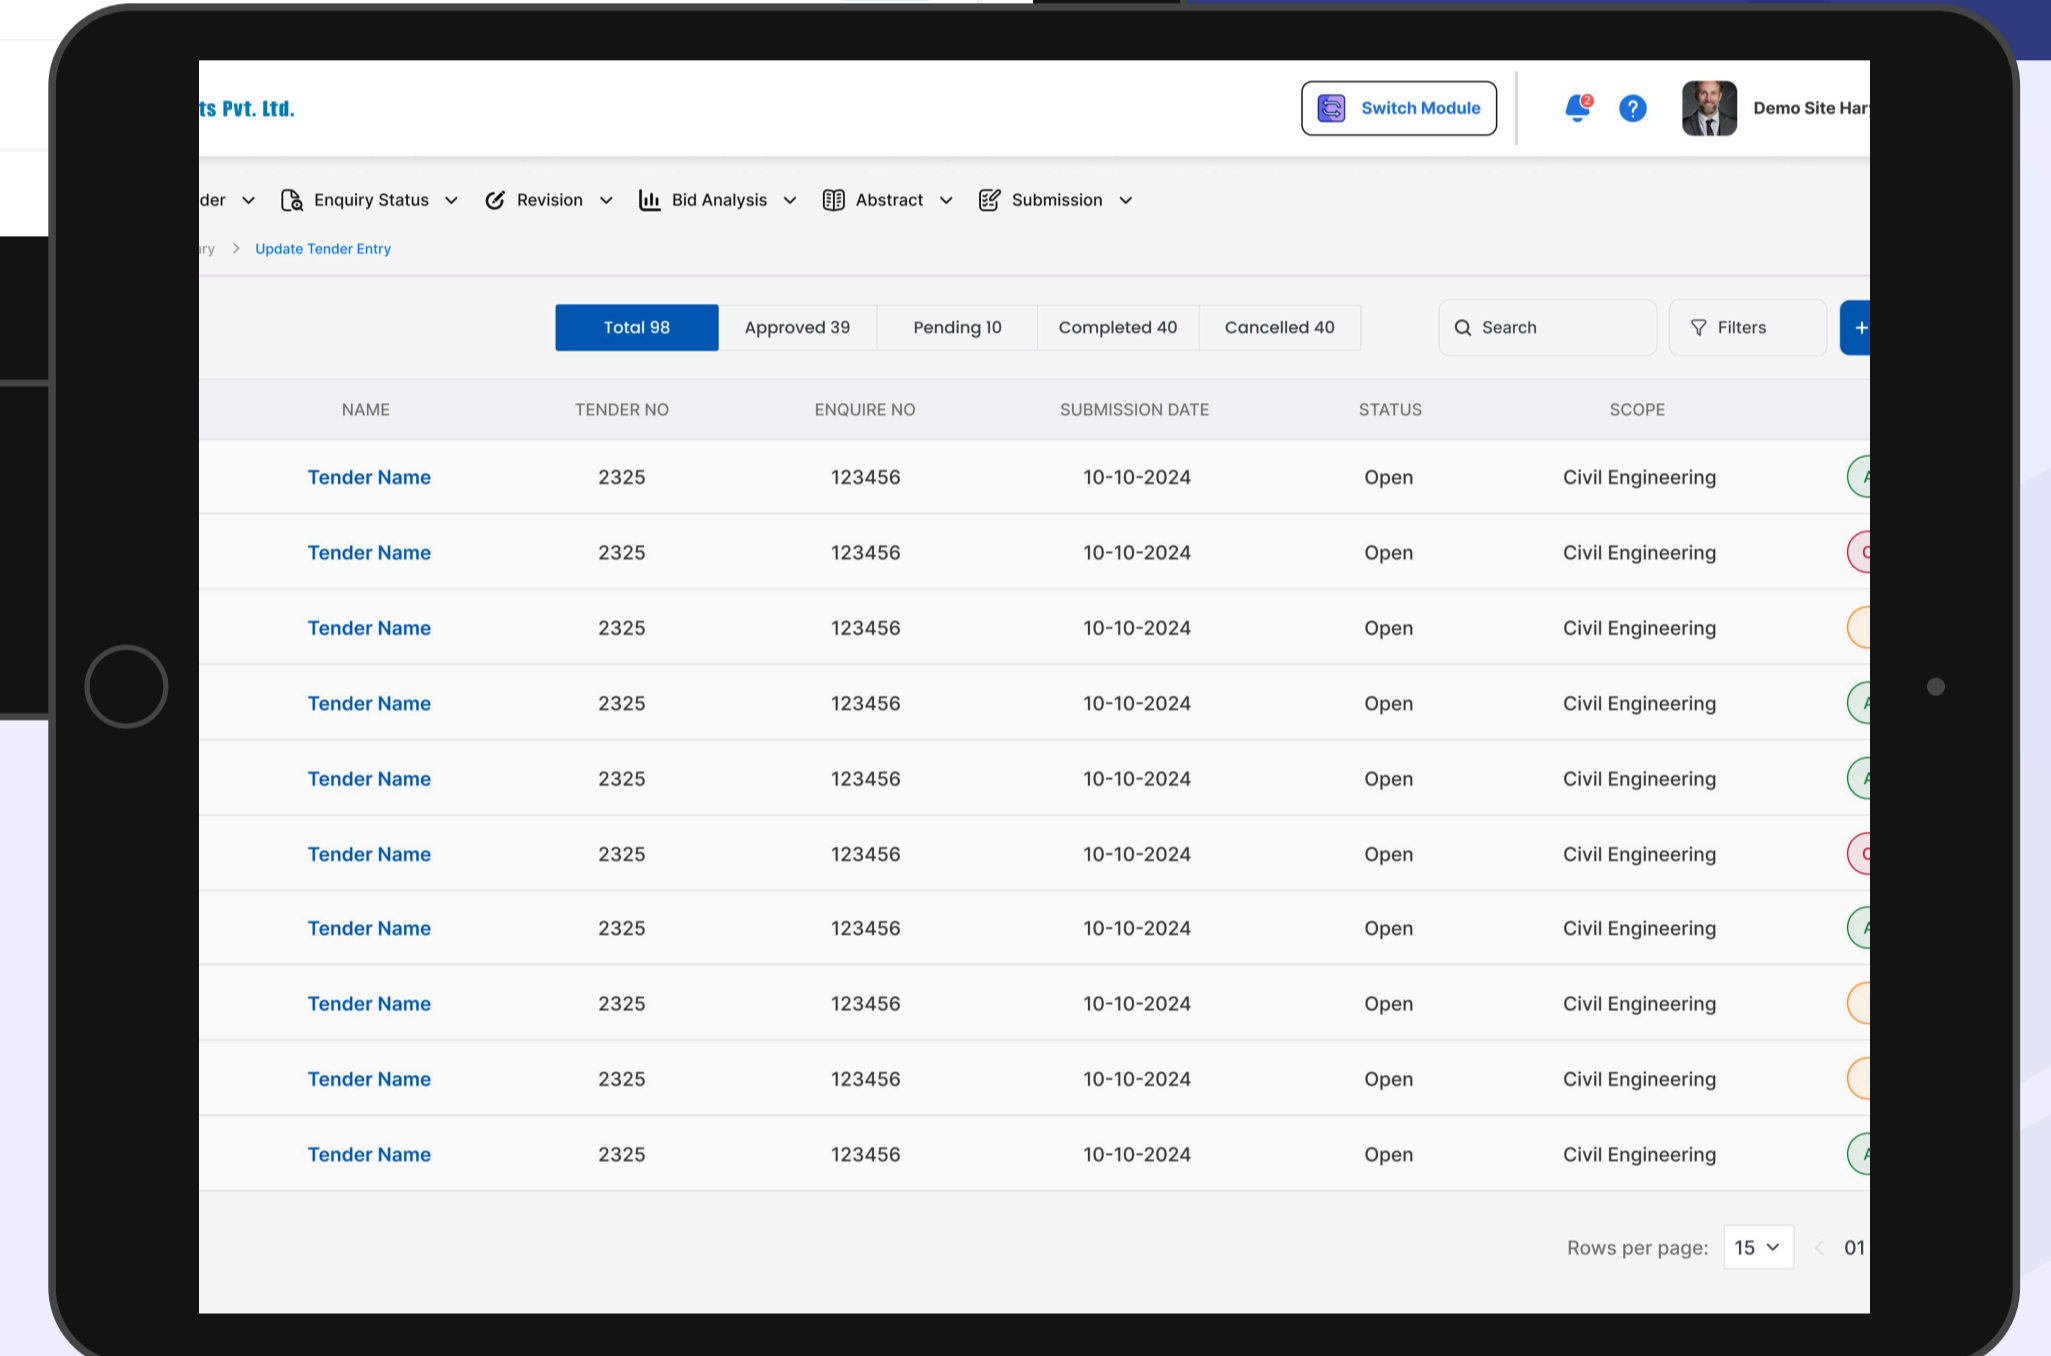 ts Pvt. Ltd.
Switch Module
2
?
Demo Site Har
der
Enquiry Status
Revision
Bid Analysis
Abstract
Submission
ary > Update Tender Entry
Total 98 Approved 39 Pending 10 Completed 40 Cancelled 40 Search Filters +
NAME TENDER NO ENQUIRE NO SUBMISSION DATE STATUS SCOPE
Tender Name 2325 123456 10-10-2024 Open Civil Engineering A
Tender Name 2325 123456 10-10-2024 Open Civil Engineering C
Tender Name 2325 123456 10-10-2024 Open Civil Engineering
Tender Name 2325 123456 10-10-2024 Open Civil Engineering A
Tender Name 2325 123456 10-10-2024 Open Civil Engineering A
Tender Name 2325 123456 10-10-2024 Open Civil Engineering C
Tender Name 2325 123456 10-10-2024 Open Civil Engineering A
Tender Name 2325 123456 10-10-2024 Open Civil Engineering
Tender Name 2325 123456 10-10-2024 Open Civil Engineering
Tender Name 2325 123456 10-10-2024 Open Civil Engineering A
Rows per page: 15 < 01